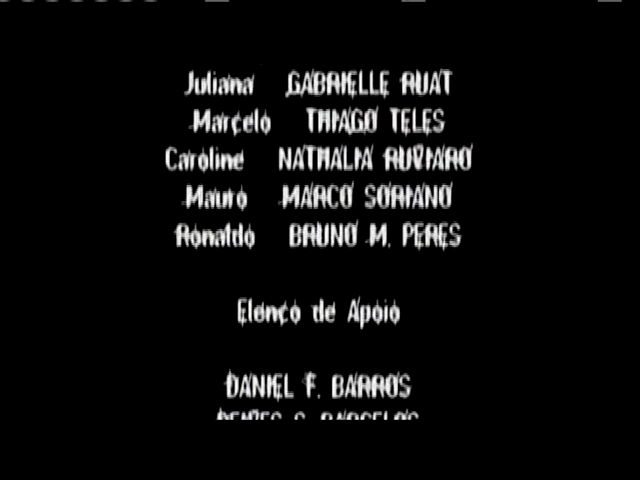 Juliana GABRIELLE RUAT
Marcelo THIAGO TELES
Caroline NATHALIA RUVIARO
Mauro MARCO SORIANO
Ronaldo BRUNO M. PERES
Elenco de Apoio
DANIEL F. BARROS